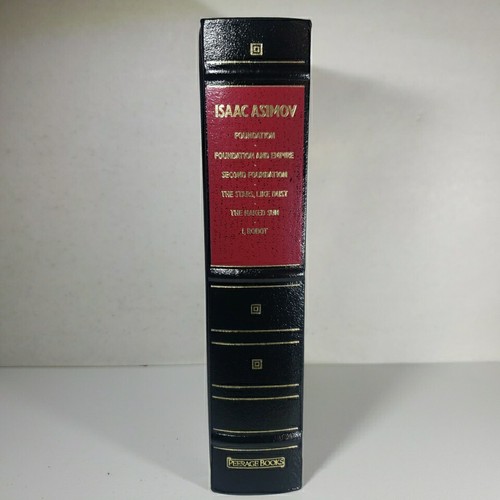 ISAAC ASIMOV
FOUNDATION
FOUNDATION AND EMPIRE
SECOND FOUNDATION
THE STARS, LIKE DUST
THE NAKED SUN
I, ROBOT
PEERAGE BOOKS